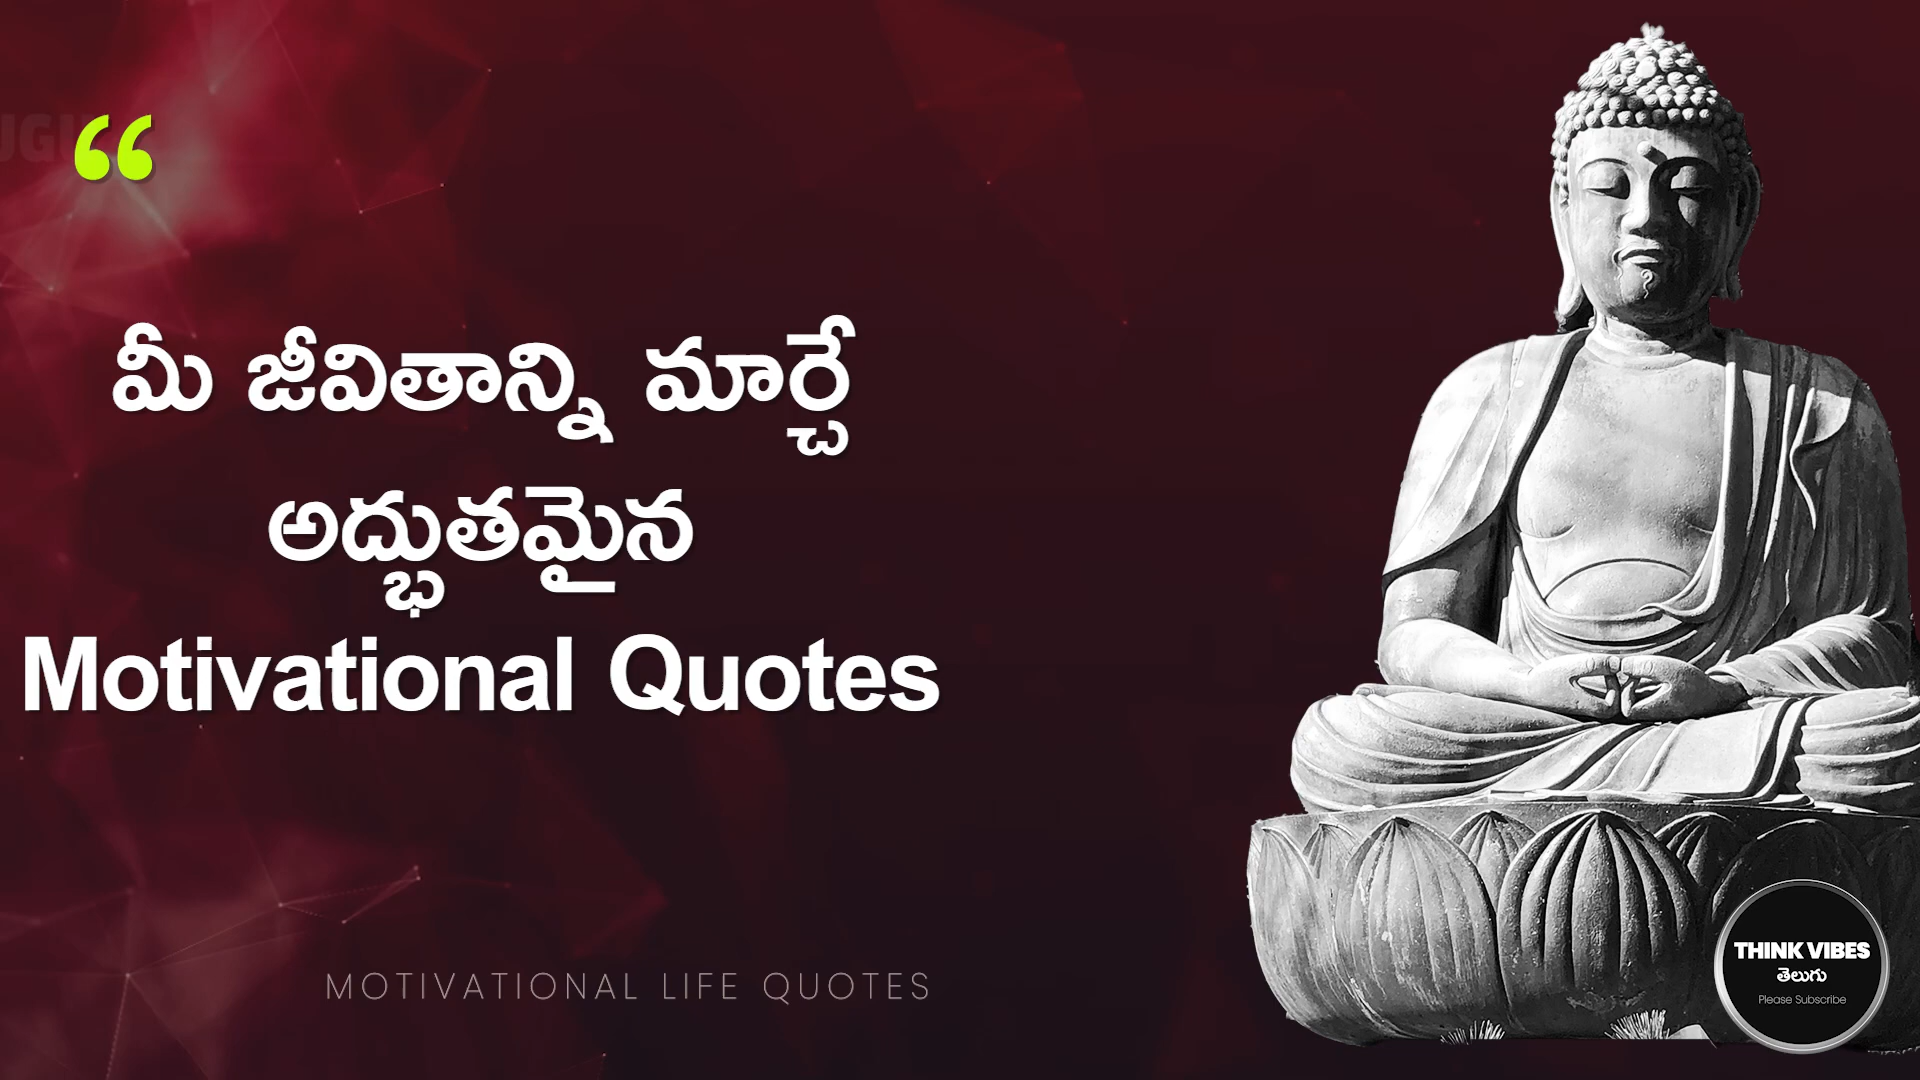 “
మీ జీవితాన్ని మార్చే
అద్భుతమైన
Motivational Quotes
MOTIVATIONAL LIFE QUOTES
THINK VIBES
తెలుగు
Please Subscribe